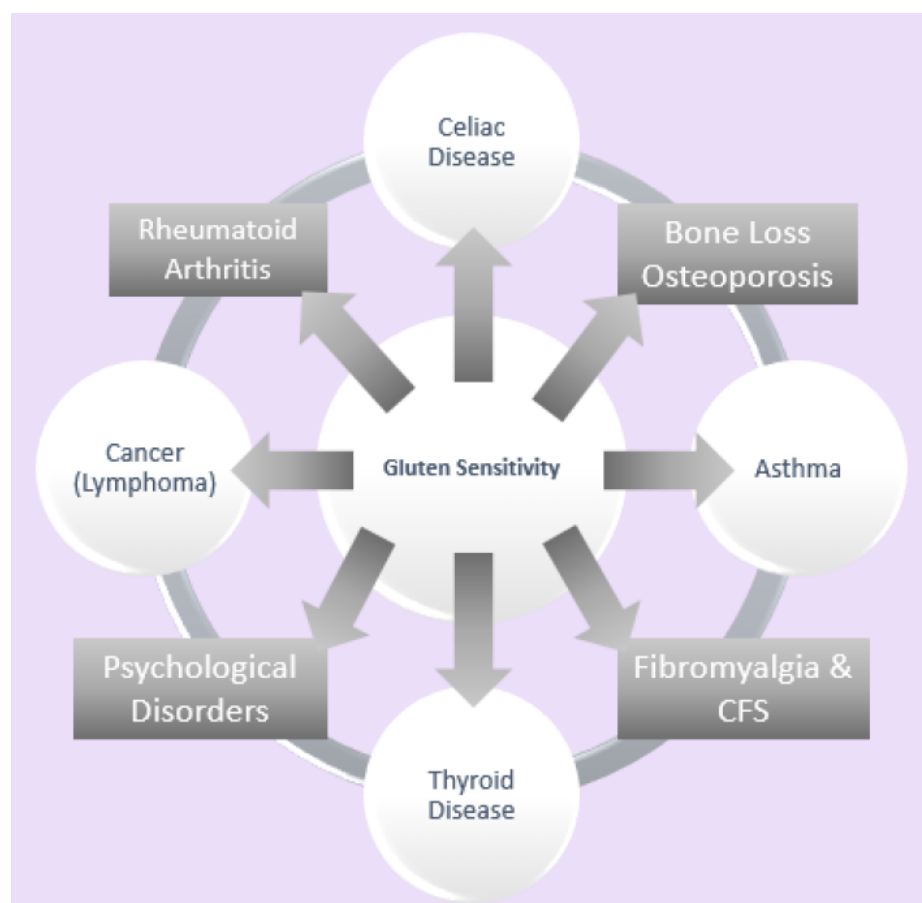 Celiac
Disease
Rheumatoid
Arthritis
Bone Loss
Osteoporosis
Cancer
(Lymphoma)
Gluten Sensitivity
Asthma
Psychological
Disorders
Fibromyalgia &
CFS
Thyroid
Disease